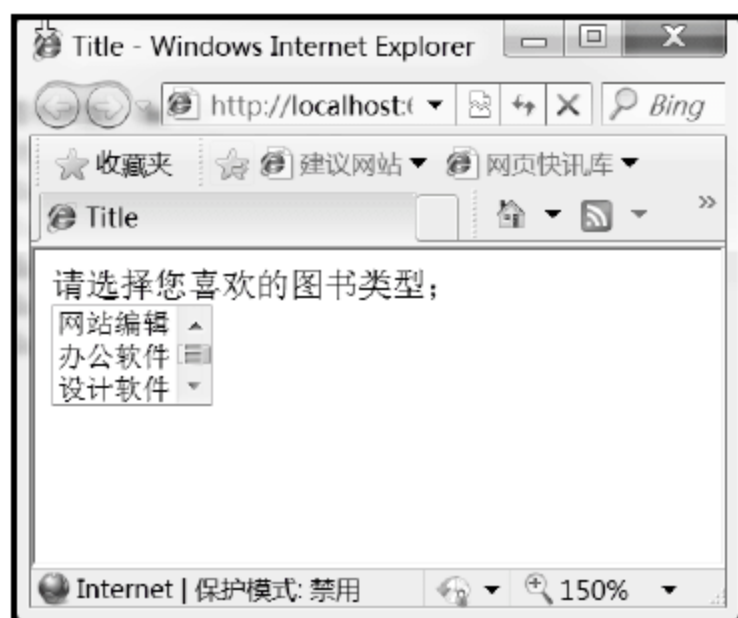 Title - Windows Internet Explorer
http://localhost:6 Bing
收藏夹 建议网站 网页快讯库
Title
请选择您喜欢的图书类型；
网站编辑
办公软件
设计软件
Internet | 保护模式: 禁用 150%